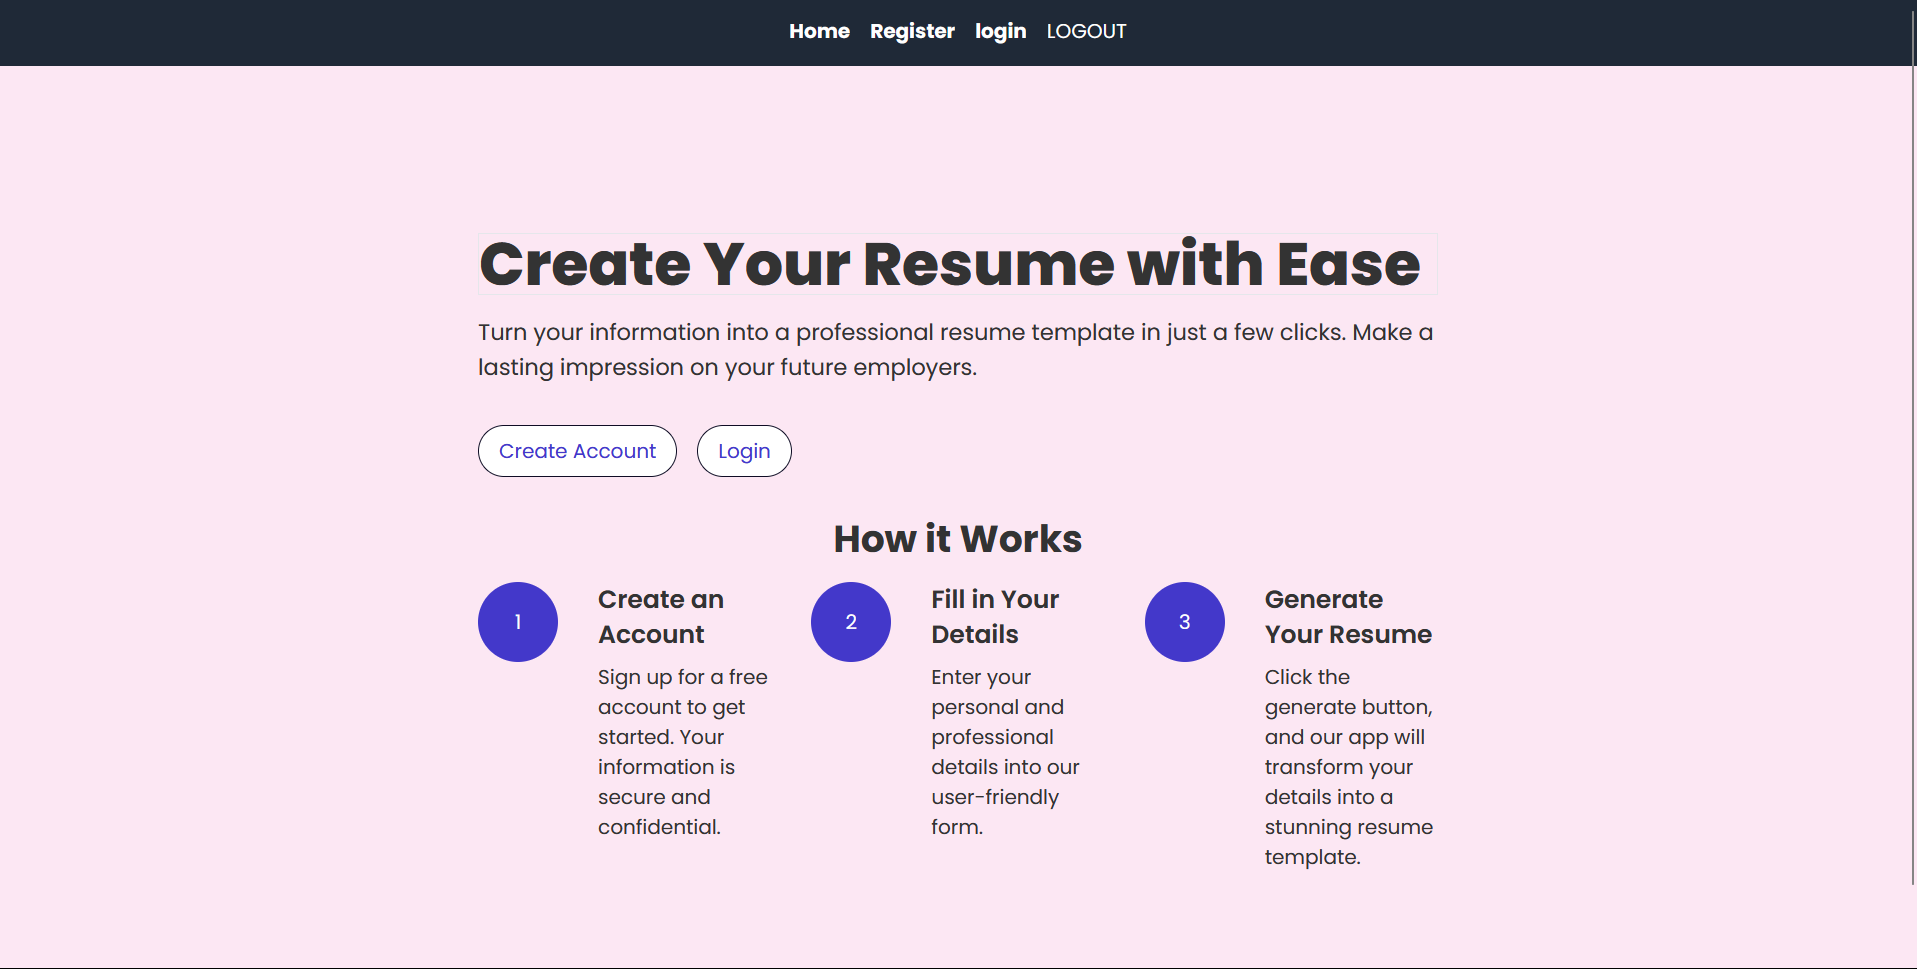 Home Register login LOGOUT
Create Your Resume with Ease
Turn your information into a professional resume template in just a few clicks. Make a
lasting impression on your future employers.
Create Account Login
How it Works
1
Create an
Account
Sign up for a free
account to get
started. Your
information is
secure and
confidential.
2
Fill in Your
Details
Enter your
personal and
professional
details into our
user-friendly
form.
3
Generate
Your Resume
Click the
generate button,
and our app will
transform your
details into a
stunning resume
template.